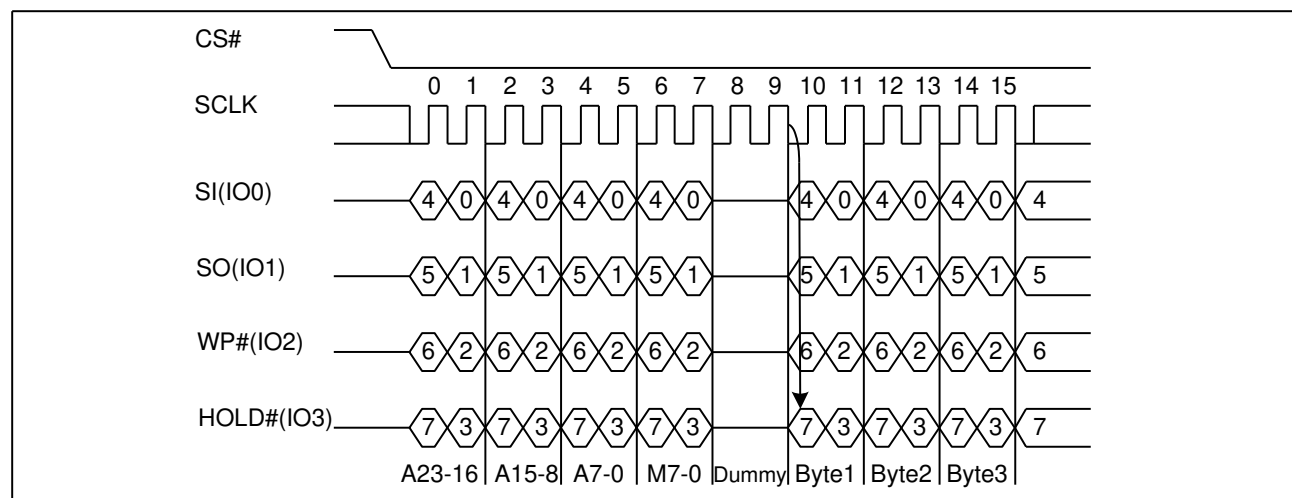 CS#
0 1 2 3 4 5 6 7 8 9 10 11 12 13 14 15
SCLK
SI(IO0) 4 0 4 0 4 0 4 0 4 0 4 0 4 0 4
SO(IO1) 5 1 5 1 5 1 5 1 5 1 5 1 5 1 5
WP#(IO2) 6 2 6 2 6 2 6 2 6 2 6 2 6 2 6
HOLD#(IO3) 7 3 7 3 7 3 7 3 7 3 7 3 7 3 7
A23-16 A15-8 A7-0 M7-0 Dummy Byte1 Byte2 Byte3